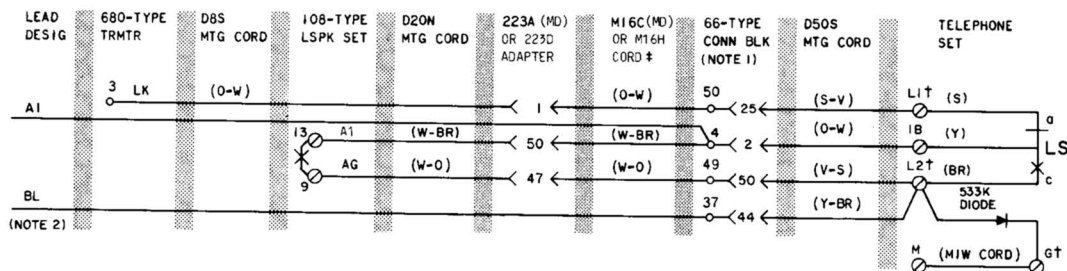 LEAD DESIG
680-TYPE TRMTR
D8S MTG CORD
108-TYPE LSPK SET
D20N MTG CORD
223A (MD) OR 223D ADAPTER
M16C (MD) OR M16H CORD ‡
66-TYPE CONN BLK (NOTE 1)
D50S MTG CORD
TELEPHONE SET
3 LK (O-W) 1 (O-W) 50 25 (S-V) L1† (S)
A1
a
13 A1 (W-BR) 50 (W-BR) 4 2 (O-W) 18 (Y)
LS
9 AG (W-O) 47 (W-O) 49 50 (V-S) L2† (BR)
c
BL 37 44 (Y-BR)
533K DIODE
(NOTE 2)
M (M1W CORD) G†